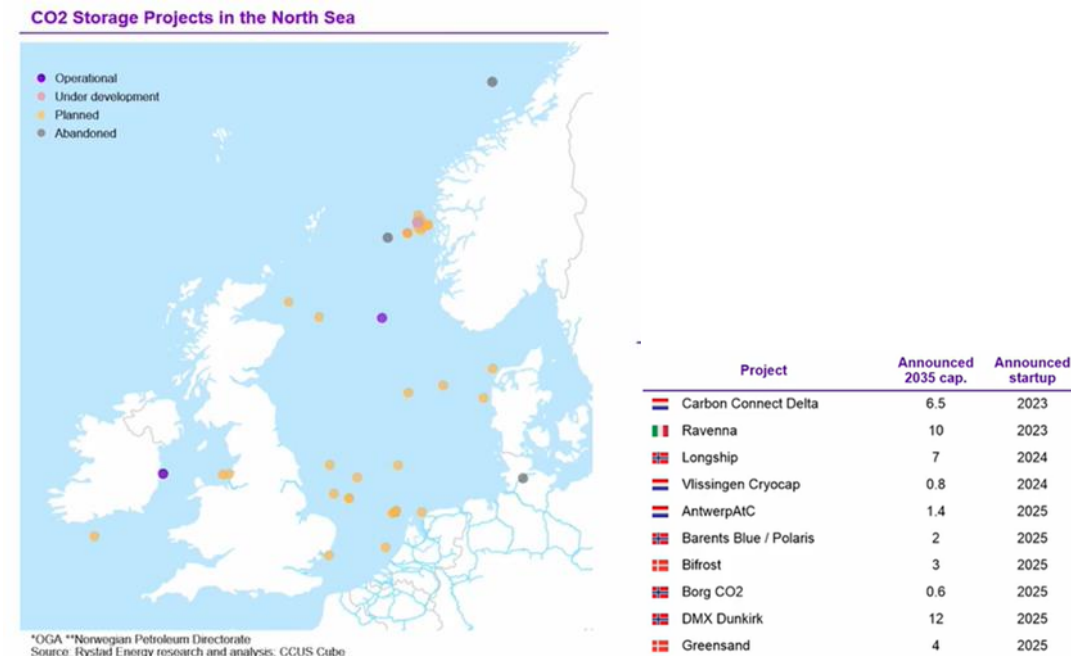 CO2 Storage Projects in the North Sea
Operational
Under development
Planned
Abandoned
*OGA **Norwegian Petroleum Directorate
Source: Rystad Energy research and analysis; CCUS Cube
Project Announced 2035 cap. Announced startup
Carbon Connect Delta 6.5 2023
Ravenna 10 2023
Longship 7 2024
Vlissingen Cryocap 0.8 2024
AntwerpAtC 1.4 2025
Barents Blue / Polaris 2 2025
Bifrost 3 2025
Borg CO2 0.6 2025
DMX Dunkirk 12 2025
Greensand 4 2025